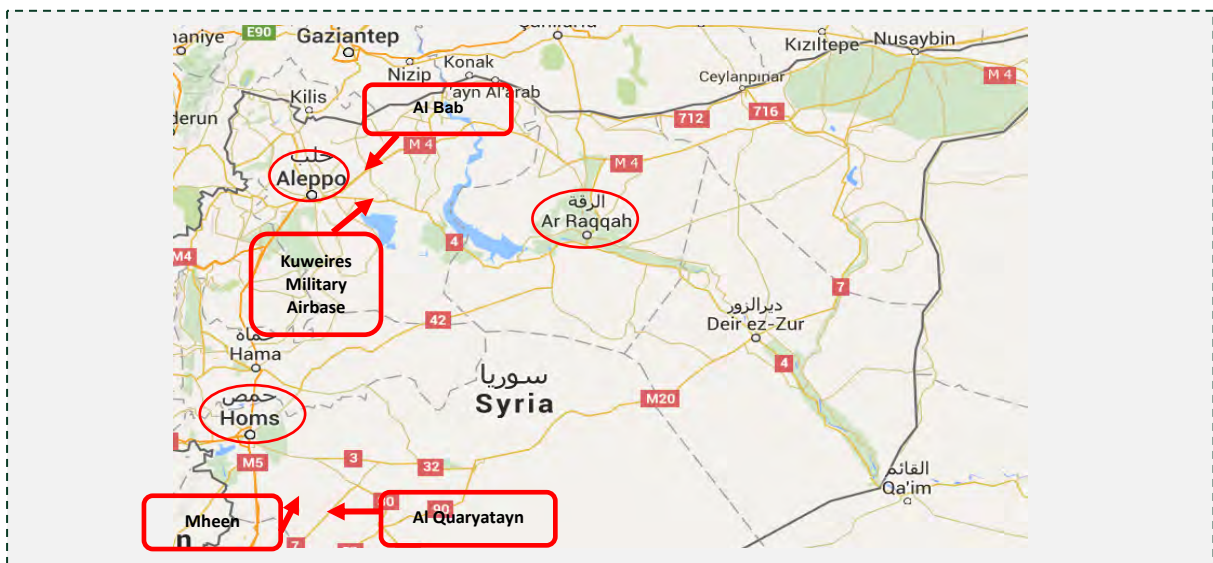 E90
Gaziantep
Nizip
Konak
'ayn Al'arab
Kilis
Kızıltepe
Nusaybin
Ceylanpınar
M 4
712
716
Al Bab
M 4
M 4
حلب
Aleppo
الرقة
Ar Raqqah
4
M4
Kuweires
Military
Airbase
7
42
ديرالزور
Deir ez-Zur
4
حماة
Hama
سوريا
Syria
M20
حمص
Homs
M5
3
32
القائم
Qa'im
Mheen
90
Al Quaryatayn
7